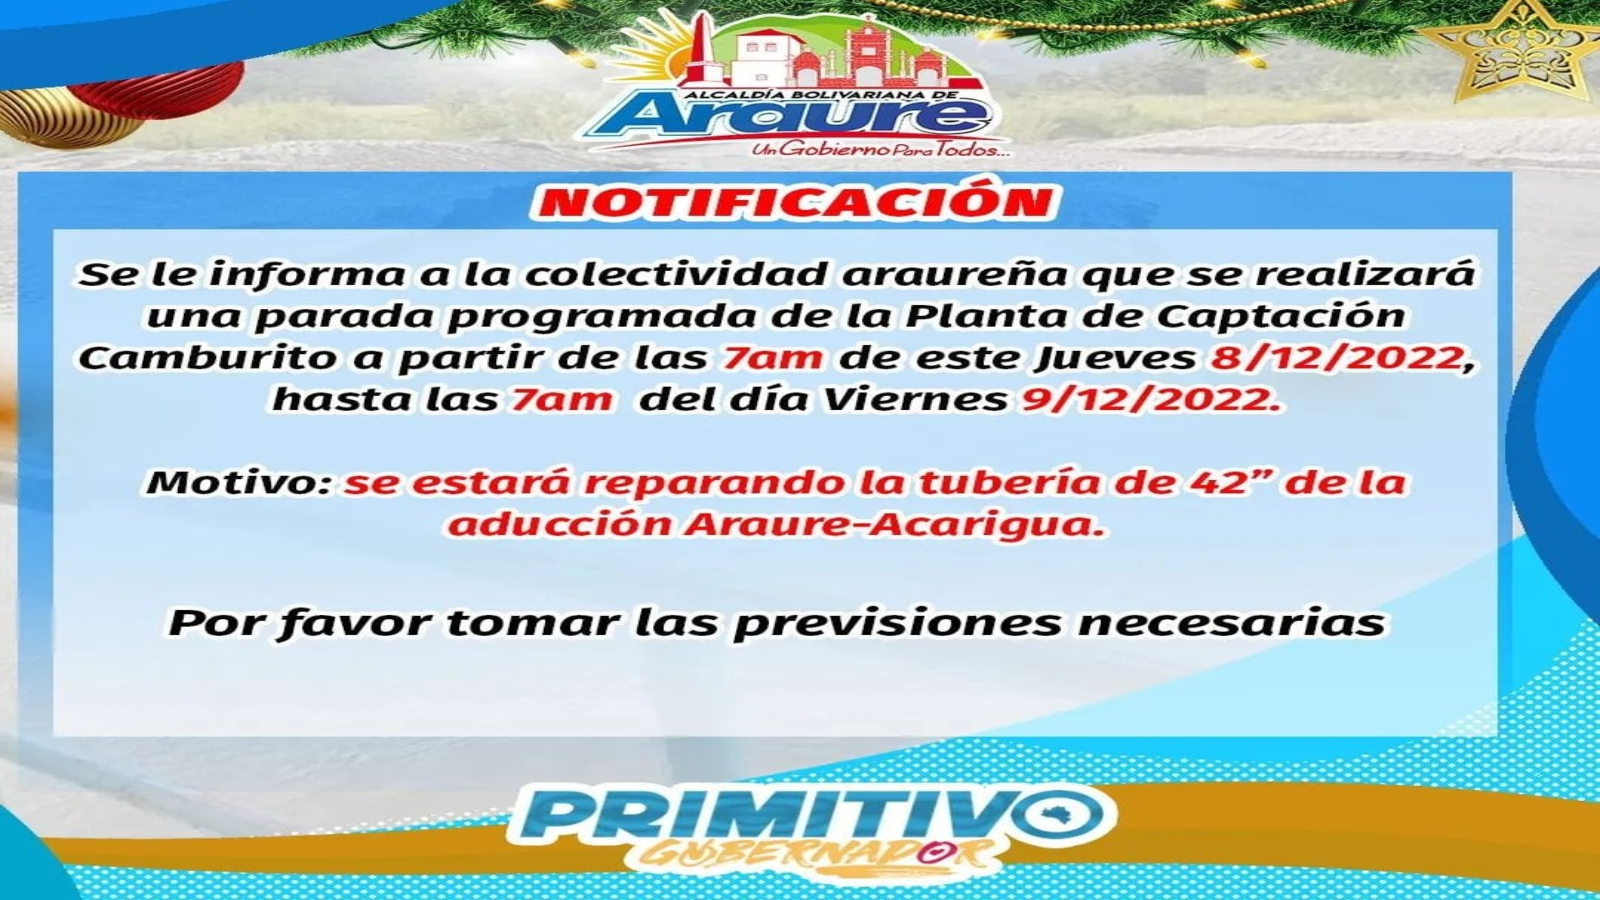 ALCALDÍA BOLIVARIANA DE
Araure
Un Gobierno Para Todos...
NOTIFICACIÓN
Se le informa a la colectividad araureña que se realizará
una parada programada de la Planta de Captación
Camburito a partir de las 7am de este Jueves 8/12/2022,
hasta las 7am del día Viernes 9/12/2022.
Motivo: se estará reparando la tubería de 42” de la
aducción Araure-Acarigua.
Por favor tomar las previsiones necesarias
PRIMITIVO
GOBERNADOR